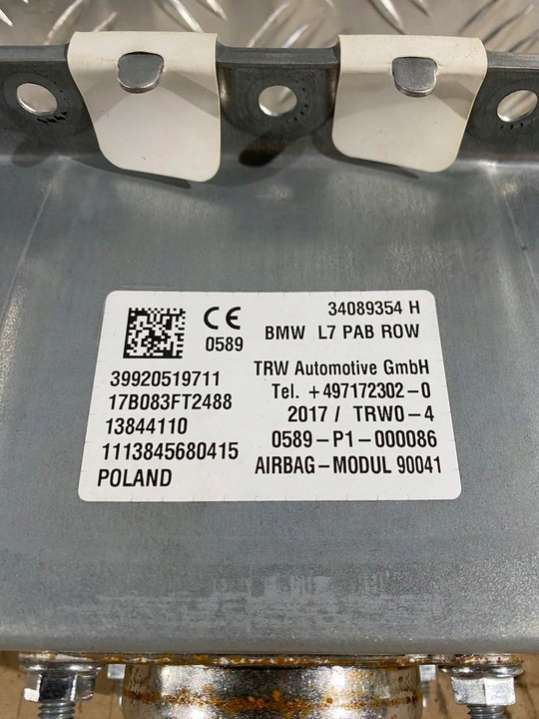 34089354 H
CE
0589
BMW L7 PAB ROW
39920519711
17B083FT2488
13844110
1113845680415
POLAND
TRW Automotive GmbH
Tel. +497172302-0
2017/ TRW0-4
0589-P1-000086
AIRBAG-MODUL 90041